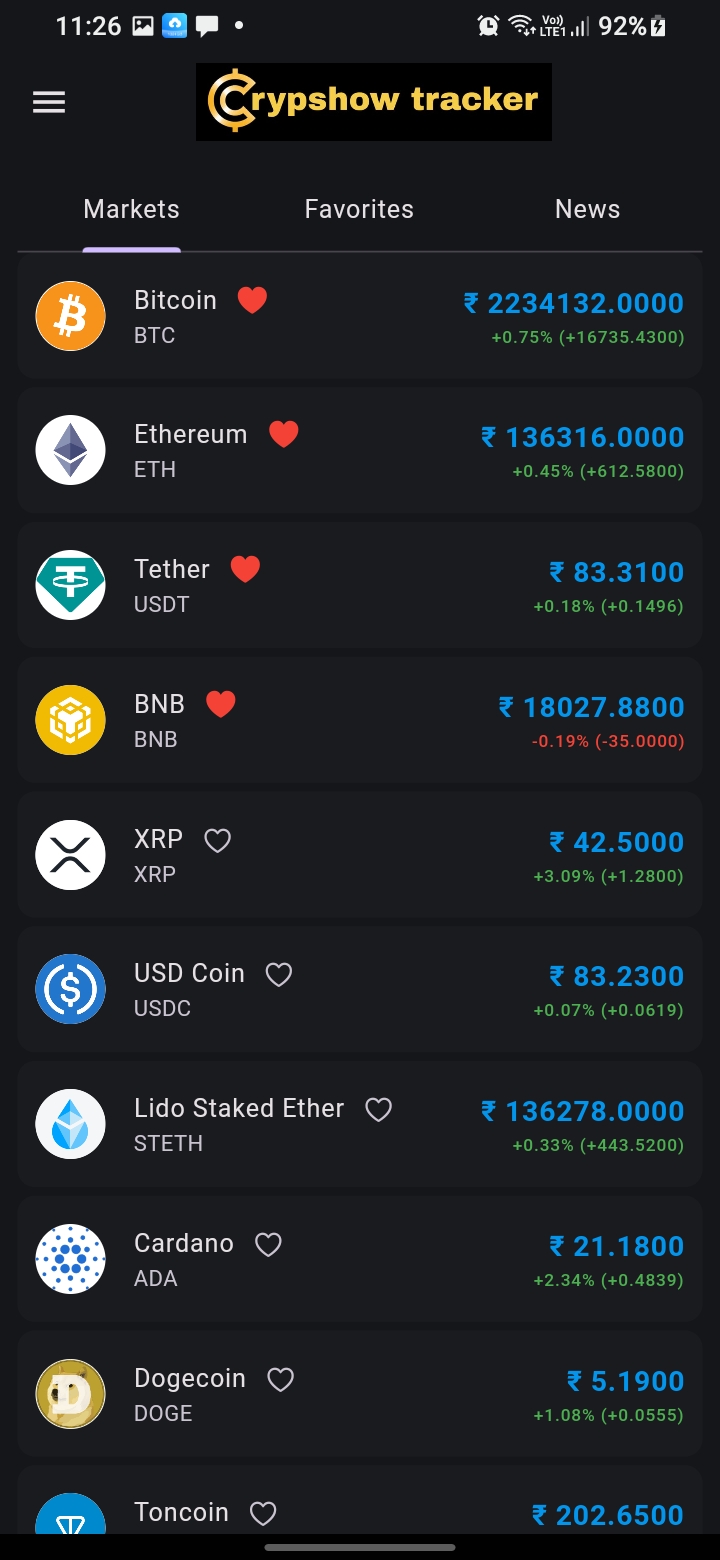 11:26 Vo) LTE1 92%
Crypshow tracker
Markets Favorites News
Bitcoin ₹ 2234132.0000
BTC +0.75% (+16735.4300)
Ethereum ₹ 136316.0000
ETH +0.45% (+612.5800)
Tether ₹ 83.3100
USDT +0.18% (+0.1496)
BNB ₹ 18027.8800
BNB -0.19% (-35.0000)
XRP ₹ 42.5000
XRP +3.09% (+1.2800)
USD Coin ₹ 83.2300
USDC +0.07% (+0.0619)
Lido Staked Ether ₹ 136278.0000
STETH +0.33% (+443.5200)
Cardano ₹ 21.1800
ADA +2.34% (+0.4839)
Dogecoin ₹ 5.1900
DOGE +1.08% (+0.0555)
Toncoin ₹ 202.6500